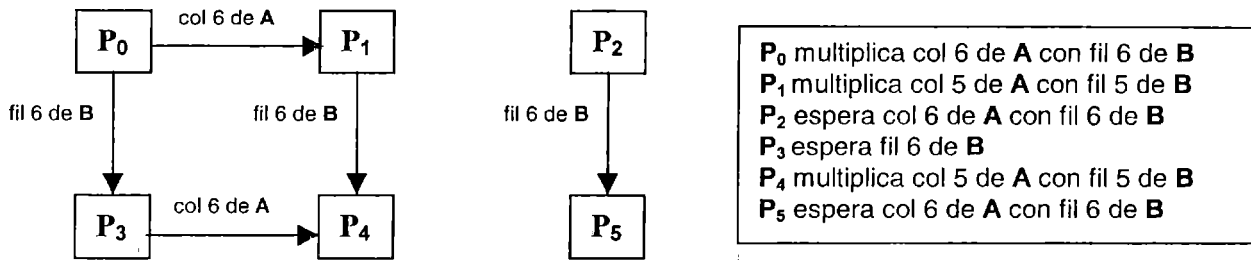 col 6 de A
P0 P1 P2
fil 6 de B fil 6 de B fil 6 de B
col 6 de A
P3 P4 P5
P0 multiplica col 6 de A con fil 6 de B
P1 multiplica col 5 de A con fil 5 de B
P2 espera col 6 de A con fil 6 de B
P3 espera fil 6 de B
P4 multiplica col 5 de A con fil 5 de B
P5 espera col 6 de A con fil 6 de B